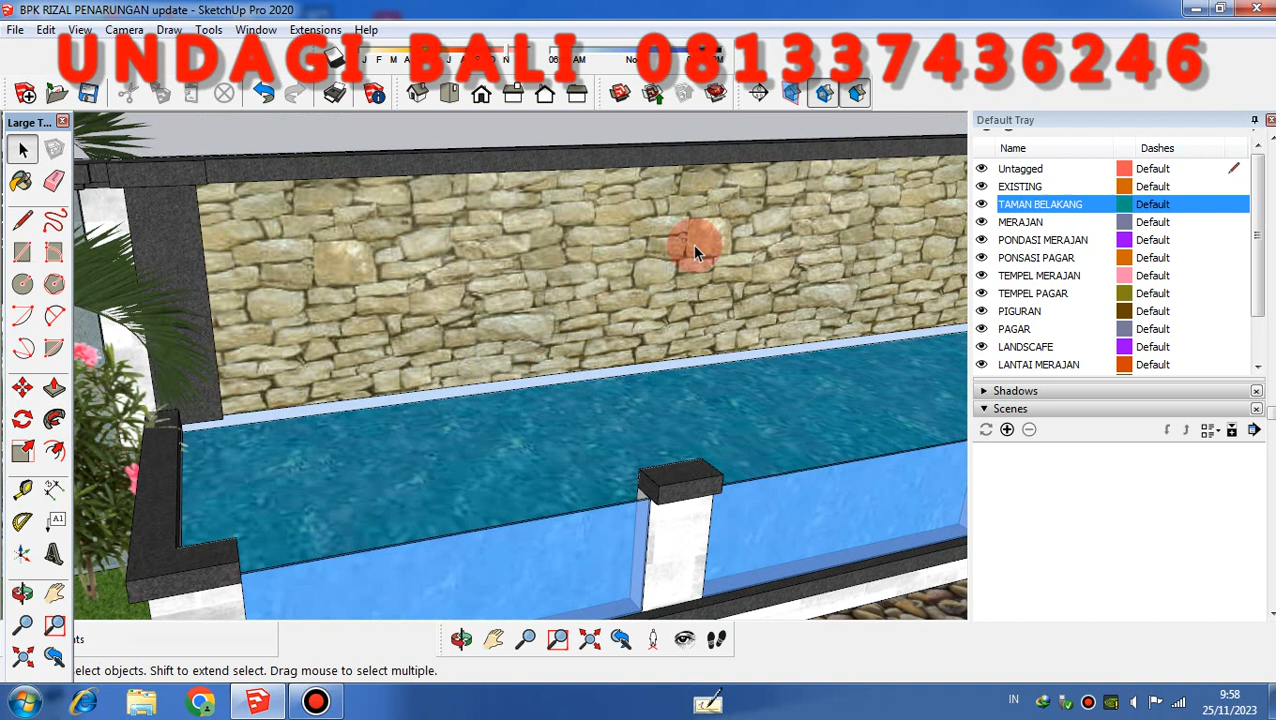 BPK RIZAL PENARUNGAN update - SketchUp Pro 2020
File Edit Camera Draw Tools Window Extensions Help
UNDAGI BALI 081337436246
J F M A M J J
Large T...
Default Tray
Name Dashes
Untagged Default
EXISTING Default
TAMAN BELAKANG Default
MERAJAN Default
PONDASI MERAJAN Default
PONSASI PAGAR Default
TEMPEL MERAJAN Default
TEMPEL PAGAR Default
PIGURAN Default
PAGAR Default
LANDSCAFE Default
LANTAI MERAJAN Default
Shadows
Scenes
A1
elect objects. Shift to extend select. Drag mouse to select multiple.
IN
9:58
25/11/2023